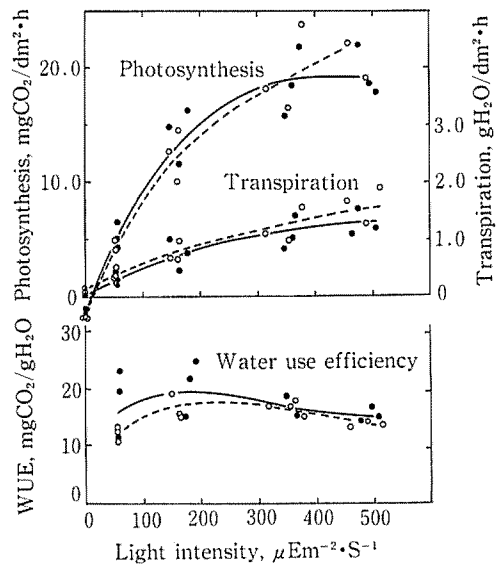 Photosynthesis, mgCO₂/dm²·h
20.0
10.0
0
Photosynthesis
Transpiration
3.0
2.0
1.0
0
Transpiration, gH₂O/dm²·h
WUE, mgCO₂/gH₂O
30
20
10
0
Water use efficiency
0 100 200 300 400 500
Light intensity, μEm⁻²·S⁻¹